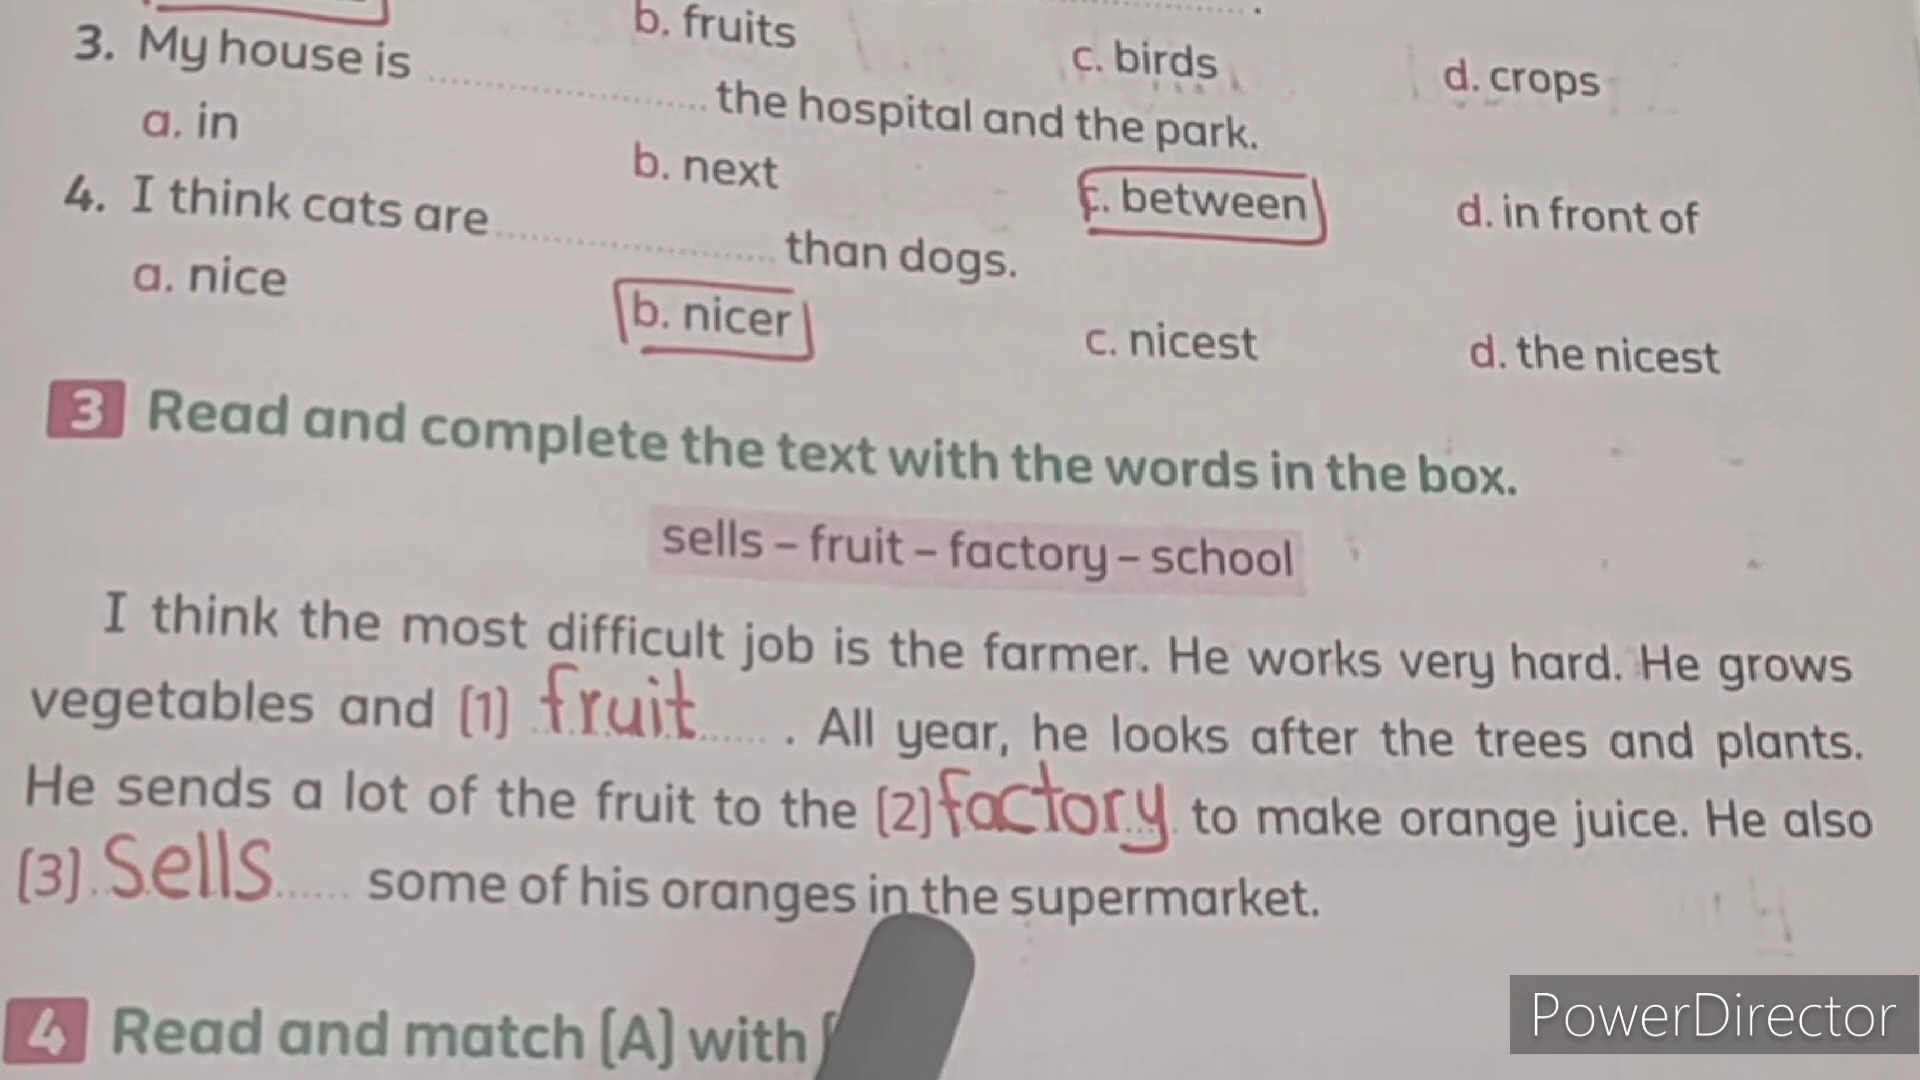 b. fruits c. birds d. crops
3. My house is ........................ the hospital and the park.
a. in b. next c. between d. in front of
4. I think cats are ........................ than dogs.
a. nice b. nicer c. nicest d. the nicest
3 Read and complete the text with the words in the box.
sells – fruit – factory – school
I think the most difficult job is the farmer. He works very hard. He grows
vegetables and (1) fruit ...... . All year, he looks after the trees and plants.
He sends a lot of the fruit to the (2) factory to make orange juice. He also
(3) Sells ...... some of his oranges in the supermarket.
4 Read and match (A) with
PowerDirector